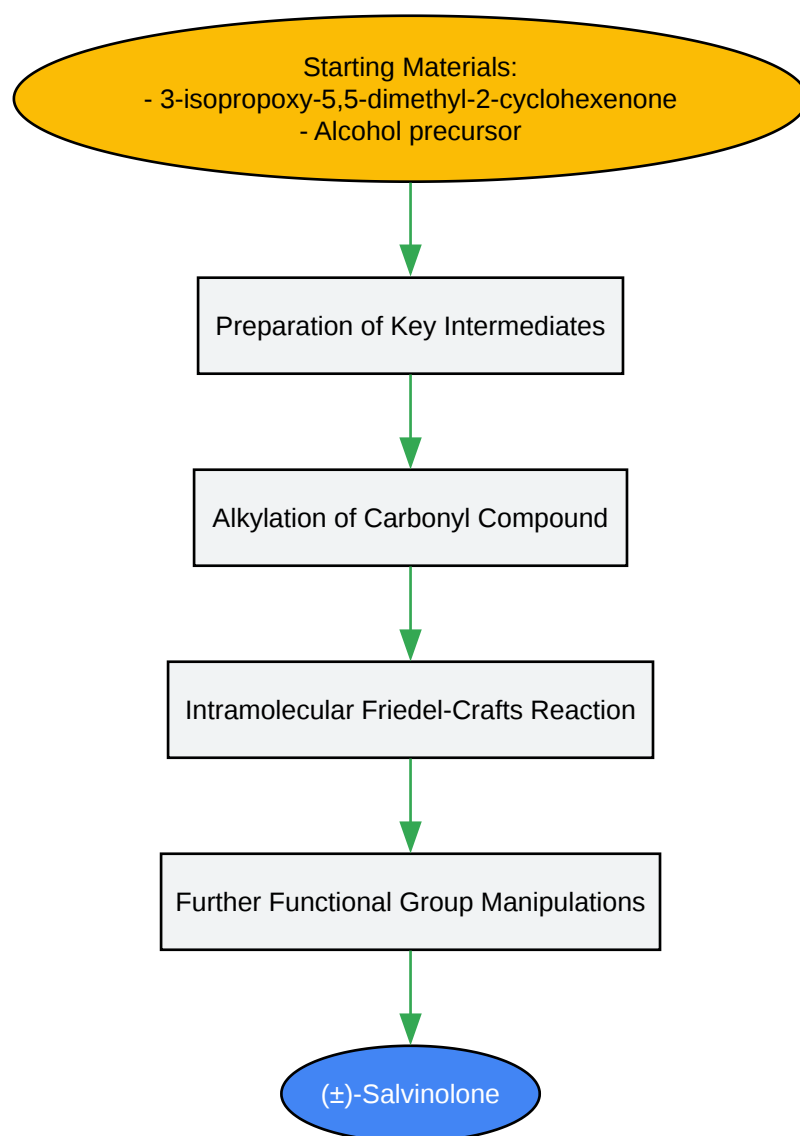 Starting Materials:
- 3-isopropoxy-5,5-dimethyl-2-cyclohexenone
- Alcohol precursor
Preparation of Key Intermediates
Alkylation of Carbonyl Compound
Intramolecular Friedel-Crafts Reaction
Further Functional Group Manipulations
(±)-Salvinolone